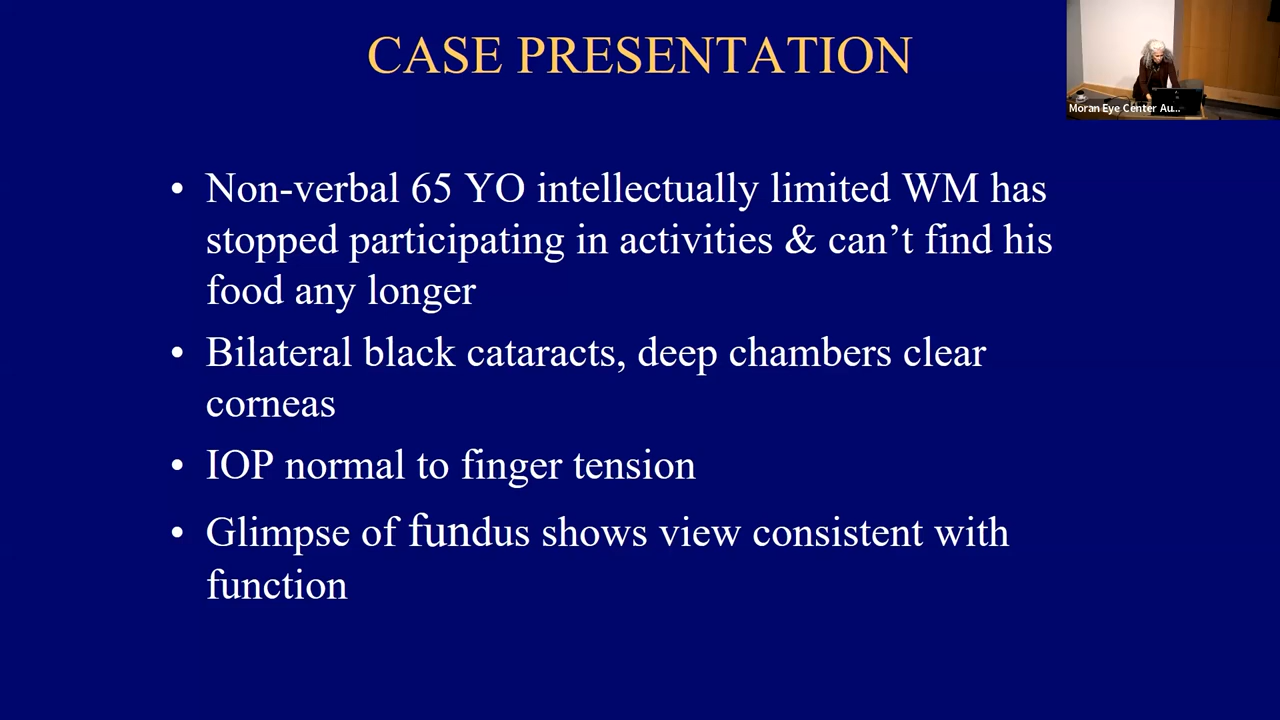 CASE PRESENTATION
Moran Eye Center Au...
• Non-verbal 65 YO intellectually limited WM has
stopped participating in activities & can’t find his
food any longer
• Bilateral black cataracts, deep chambers clear
corneas
• IOP normal to finger tension
• Glimpse of fundus shows view consistent with
function